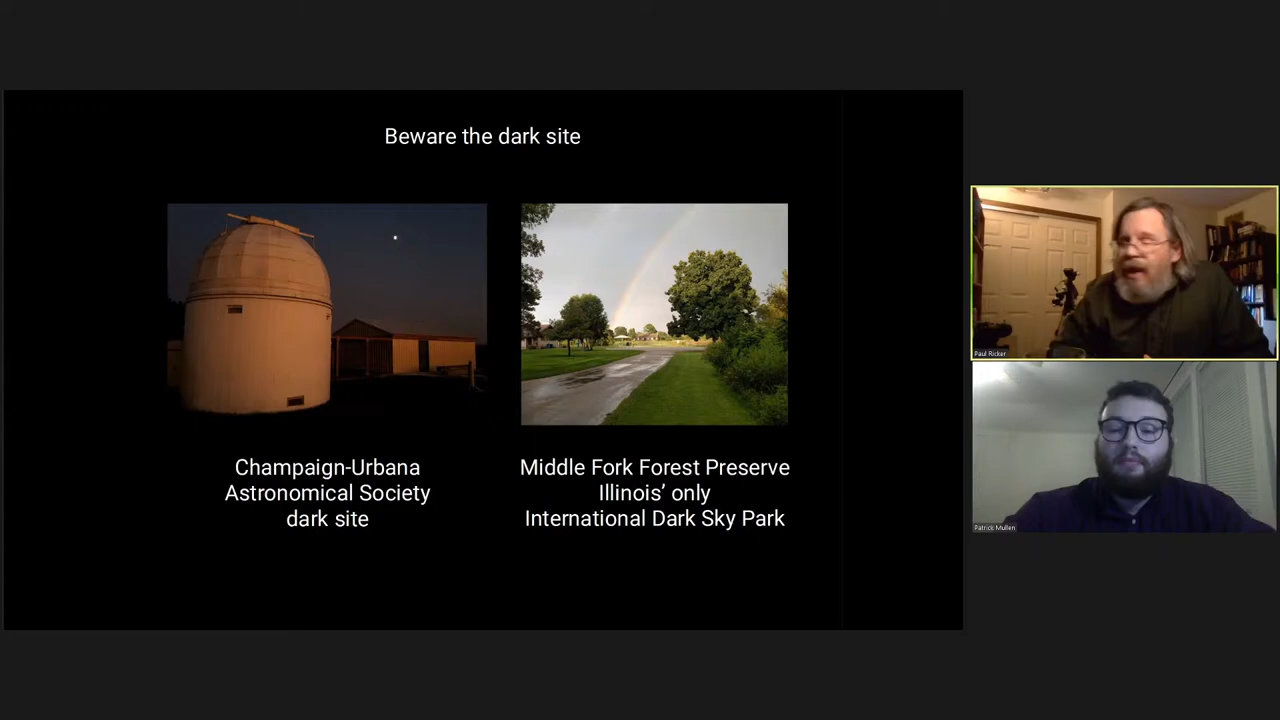 Beware the dark site
Champaign-Urbana
Astronomical Society
dark site
Middle Fork Forest Preserve
Illinois’ only
International Dark Sky Park
Paul Ricker
Patrick Mullen